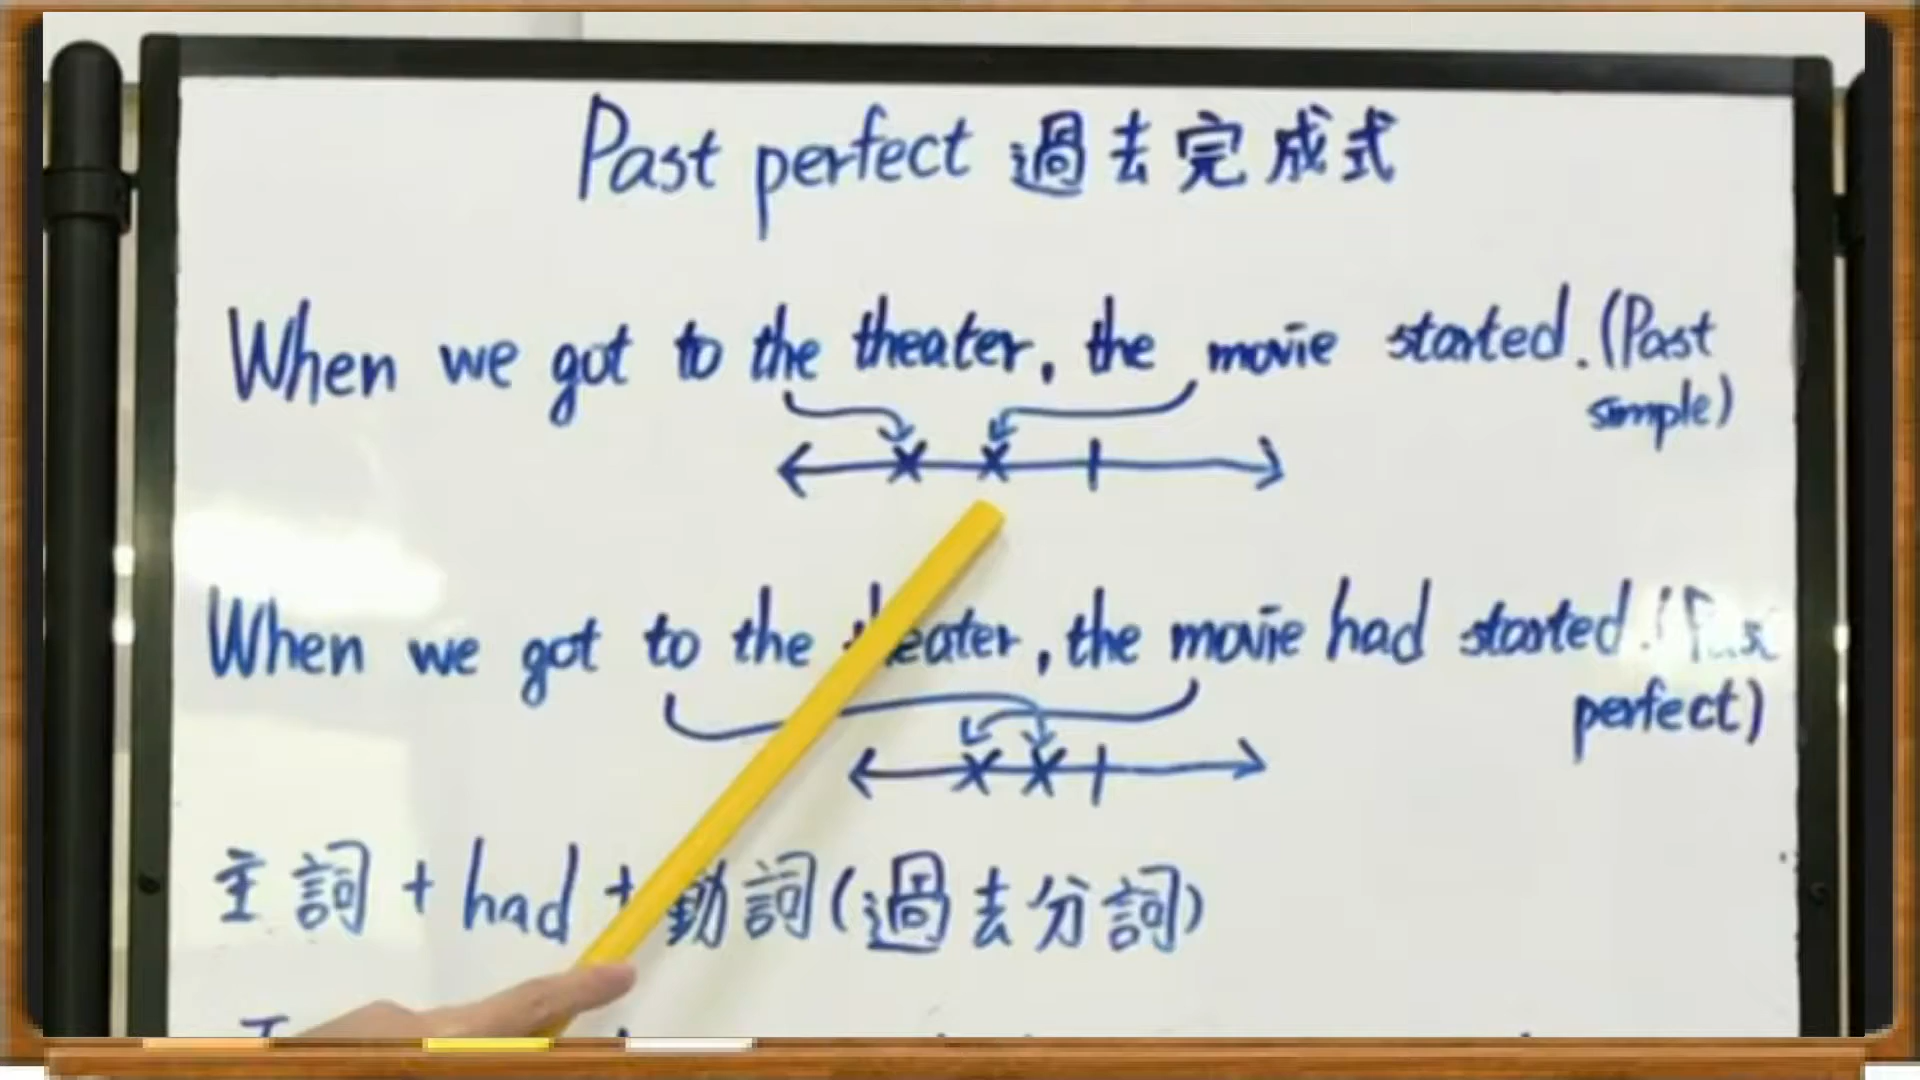 Past perfect 過去完成式
When we got to the theater, the movie started. (Past
simple)
When we got to the theater, the movie had started. (Past
perfect)
主詞 + had + 動詞(過去分詞)